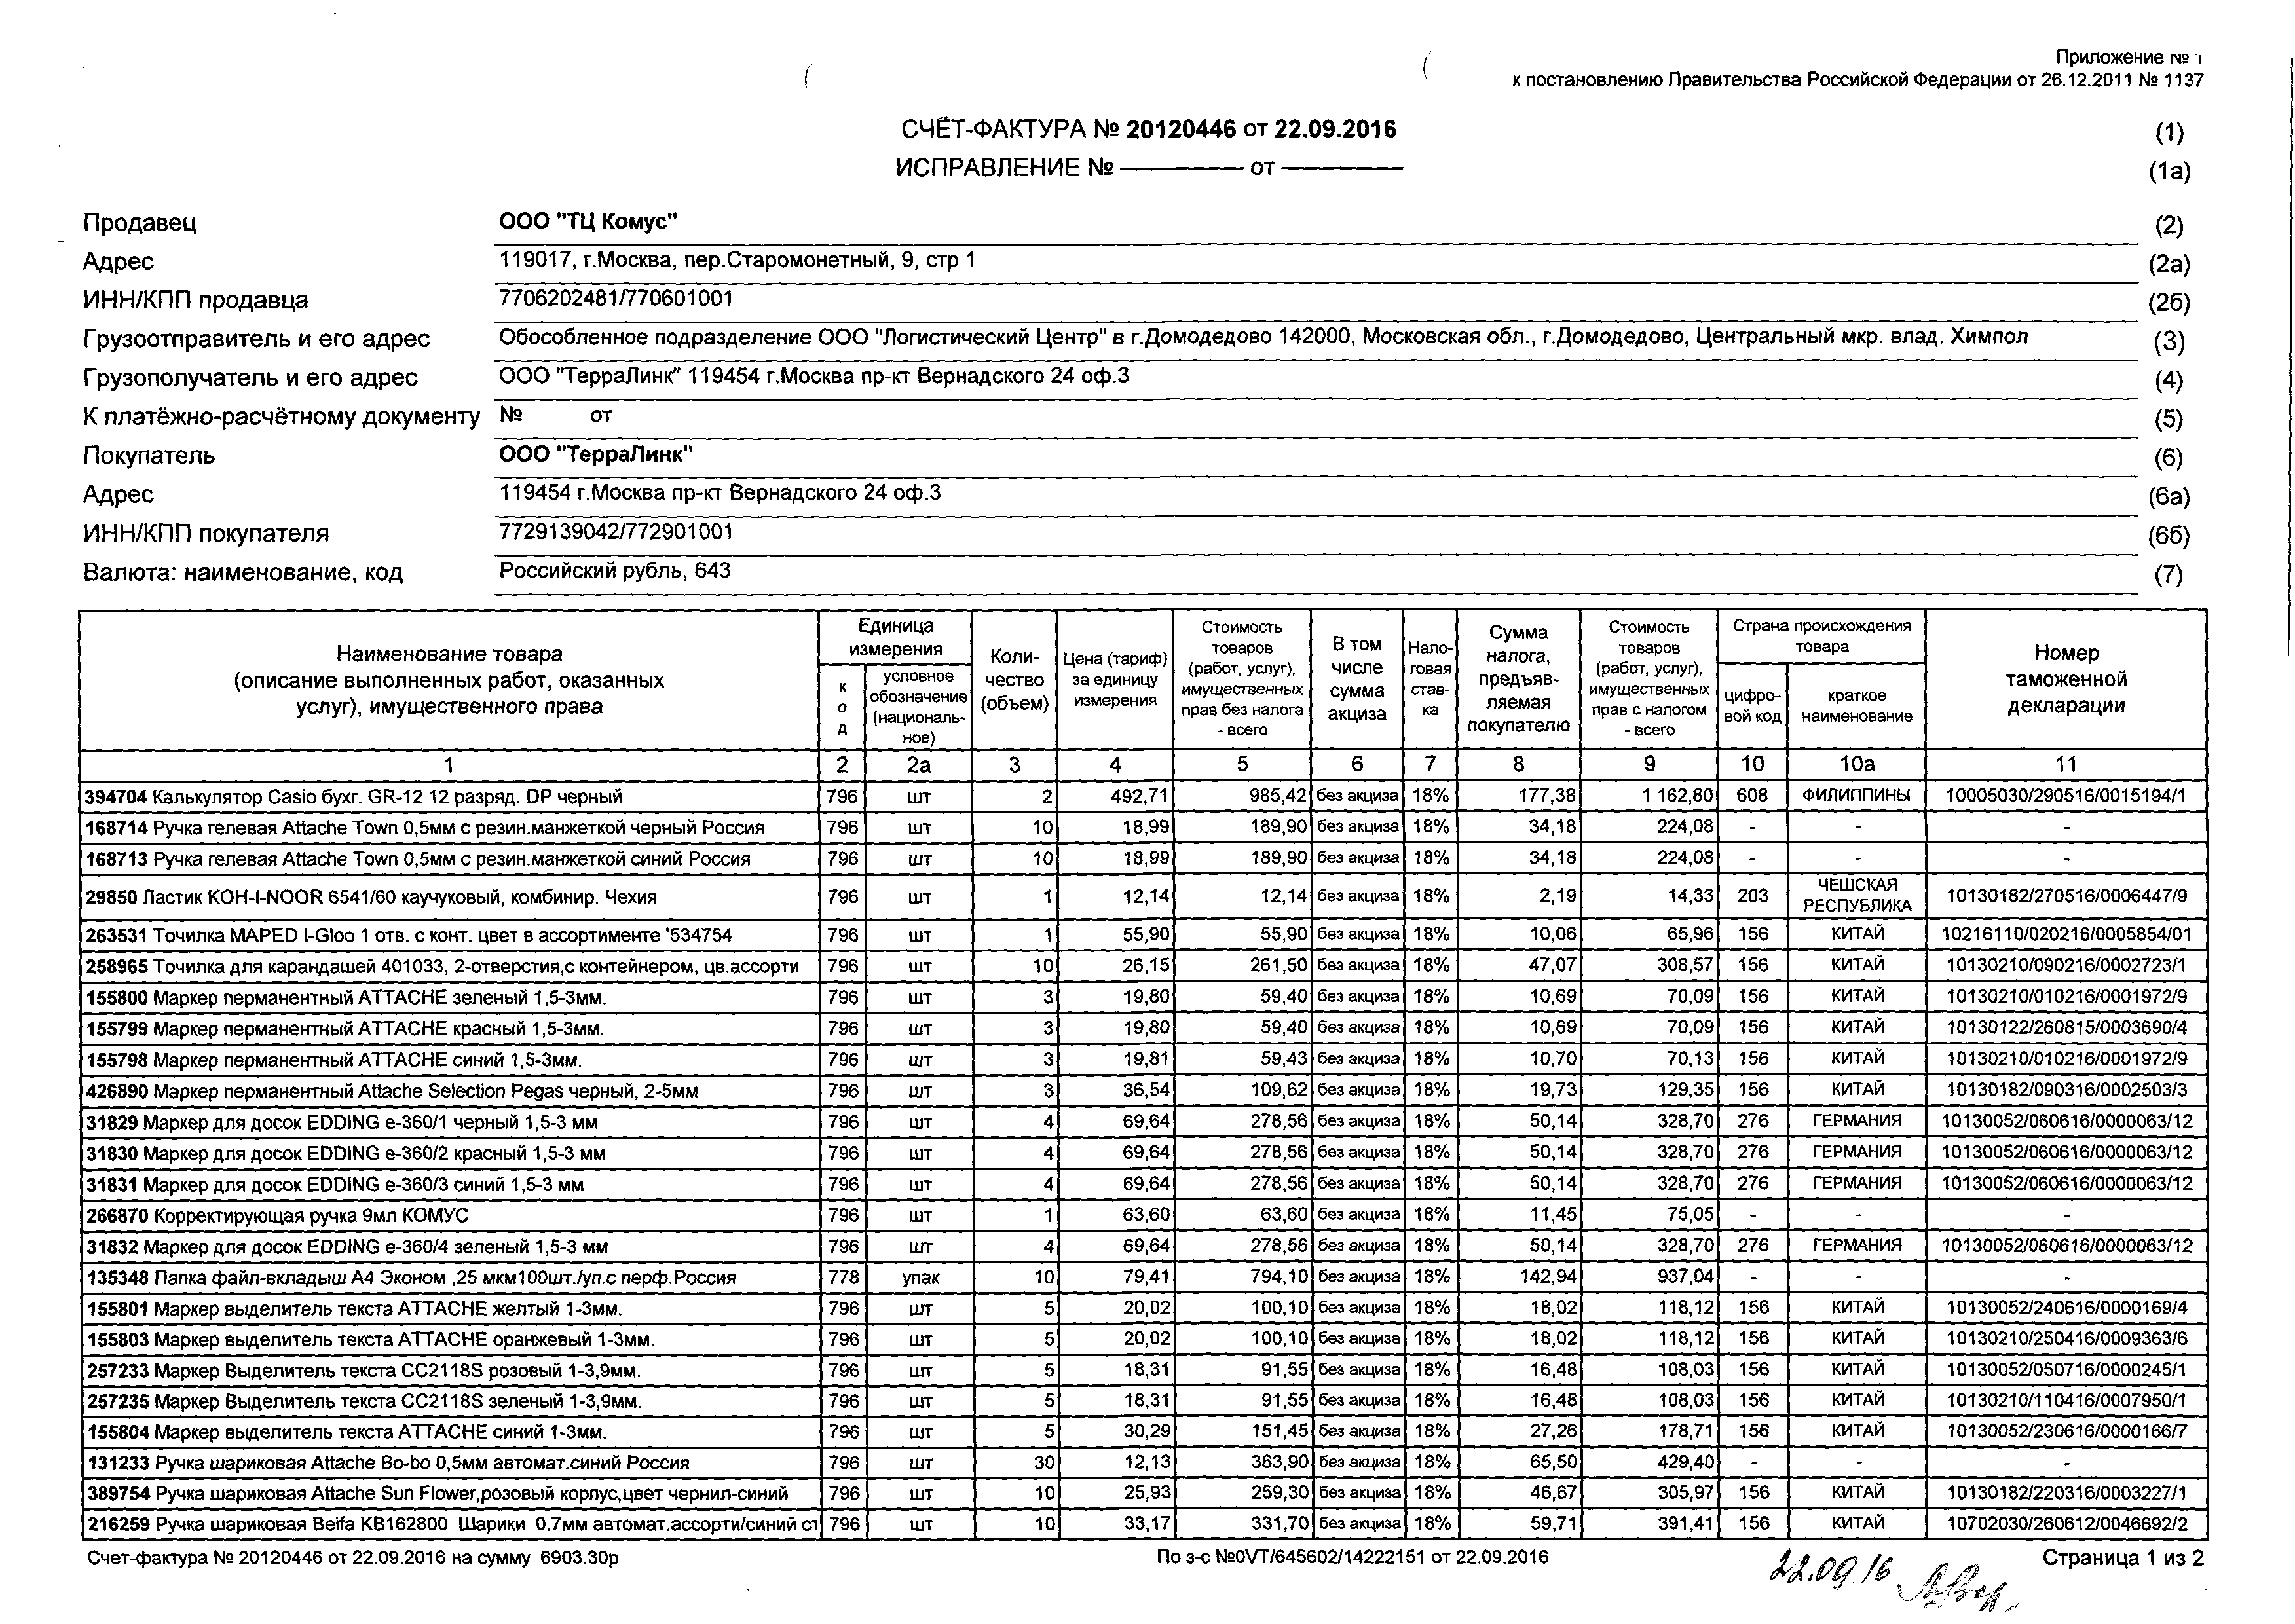 Приложение № 1
к постановлению Правительства Российской Федерации от 26.12.2011 № 1137
СЧЁТ-ФАКТУРА № 20120446 от 22.09.2016 (1)
ИСПРАВЛЕНИЕ № ———— от ———— (1а)
Продавец ООО "ТЦ Комус" (2)
Адрес 119017, г.Москва, пер.Старомонетный, 9, стр 1 (2а)
ИНН/КПП продавца 7706202481/770601001 (2б)
Грузоотправитель и его адрес Обособленное подразделение ООО "Логистический Центр" в г.Домодедово 142000, Московская обл., г.Домодедово, Центральный мкр. влад. Химпол (3)
Грузополучатель и его адрес ООО "ТерраЛинк" 119454 г.Москва пр-кт Вернадского 24 оф.3 (4)
К платёжно-расчётному документу № от (5)
Покупатель ООО "ТерраЛинк" (6)
Адрес 119454 г.Москва пр-кт Вернадского 24 оф.3 (6а)
ИНН/КПП покупателя 7729139042/772901001 (6б)
Валюта: наименование, код Российский рубль, 643 (7)
Наименование товара
(описание выполненных работ, оказанных
услуг), имущественного права
Единица
измерения
к
о
д
условное
обозначение
(националь-
ное)
Коли-
чество
(объем)
Цена (тариф)
за единицу
измерения
Стоимость
товаров
(работ, услуг),
имущественных
прав без налога
- всего
В том
числе
сумма
акциза
Нало-
говая
став-
ка
Сумма
налога,
предъяв-
ляемая
покупателю
Стоимость
товаров
(работ, услуг),
имущественных
прав с налогом
- всего
Страна происхождения
товара
цифро-
вой код
краткое
наименование
Номер
таможенной
декларации
1 2 2а 3 4 5 6 7 8 9 10 10а 11
394704 Калькулятор Casio бухг. GR-12 12 разряд. DP черный 796 шт 2 492,71 985,42 без акциза 18% 177,38 1 162,80 608 ФИЛИППИНЫ 10005030/290516/0015194/1
168714 Ручка гелевая Attache Town 0,5мм с резин.манжеткой черный Россия 796 шт 10 18,99 189,90 без акциза 18% 34,18 224,08 - - -
168713 Ручка гелевая Attache Town 0,5мм с резин.манжеткой синий Россия 796 шт 10 18,99 189,90 без акциза 18% 34,18 224,08 - - -
29850 Ластик KOH-I-NOOR 6541/60 каучуковый, комбинир. Чехия 796 шт 1 12,14 12,14 без акциза 18% 2,19 14,33 203 ЧЕШСКАЯ РЕСПУБЛИКА 10130182/270516/0006447/9
263531 Точилка MAPED I-Gloo 1 отв. с конт. цвет в ассортименте '534754 796 шт 1 55,90 55,90 без акциза 18% 10,06 65,96 156 КИТАЙ 10216110/020216/0005854/01
258965 Точилка для карандашей 401033, 2-отверстия,с контейнером, цв.ассорти 796 шт 10 26,15 261,50 без акциза 18% 47,07 308,57 156 КИТАЙ 10130210/090216/0002723/1
155800 Маркер перманентный ATTACHE зеленый 1,5-3мм. 796 шт 3 19,80 59,40 без акциза 18% 10,69 70,09 156 КИТАЙ 10130210/010216/0001972/9
155799 Маркер перманентный ATTACHE красный 1,5-3мм. 796 шт 3 19,80 59,40 без акциза 18% 10,69 70,09 156 КИТАЙ 10130122/260815/0003690/4
155798 Маркер перманентный ATTACHE синий 1,5-3мм. 796 шт 3 19,81 59,43 без акциза 18% 10,70 70,13 156 КИТАЙ 10130210/010216/0001972/9
426890 Маркер перманентный Attache Selection Pegas черный, 2-5мм 796 шт 3 36,54 109,62 без акциза 18% 19,73 129,35 156 КИТАЙ 10130182/090316/0002503/3
31829 Маркер для досок EDDING e-360/1 черный 1,5-3 мм 796 шт 4 69,64 278,56 без акциза 18% 50,14 328,70 276 ГЕРМАНИЯ 10130052/060616/0000063/12
31830 Маркер для досок EDDING e-360/2 красный 1,5-3 мм 796 шт 4 69,64 278,56 без акциза 18% 50,14 328,70 276 ГЕРМАНИЯ 10130052/060616/0000063/12
31831 Маркер для досок EDDING e-360/3 синий 1,5-3 мм 796 шт 4 69,64 278,56 без акциза 18% 50,14 328,70 276 ГЕРМАНИЯ 10130052/060616/0000063/12
266870 Корректирующая ручка 9мл КОМУС 796 шт 1 63,60 63,60 без акциза 18% 11,45 75,05 - - -
31832 Маркер для досок EDDING e-360/4 зеленый 1,5-3 мм 796 шт 4 69,64 278,56 без акциза 18% 50,14 328,70 276 ГЕРМАНИЯ 10130052/060616/0000063/12
135348 Папка файл-вкладыш А4 Эконом ,25 мкм100шт./уп.с перф.Россия 778 упак 10 79,41 794,10 без акциза 18% 142,94 937,04 - - -
155801 Маркер выделитель текста ATTACHE желтый 1-3мм. 796 шт 5 20,02 100,10 без акциза 18% 18,02 118,12 156 КИТАЙ 10130052/240616/0000169/4
155803 Маркер выделитель текста ATTACHE оранжевый 1-3мм. 796 шт 5 20,02 100,10 без акциза 18% 18,02 118,12 156 КИТАЙ 10130210/250416/0009363/6
257233 Маркер Выделитель текста CC2118S розовый 1-3,9мм. 796 шт 5 18,31 91,55 без акциза 18% 16,48 108,03 156 КИТАЙ 10130052/050716/0000245/1
257235 Маркер Выделитель текста CC2118S зеленый 1-3,9мм. 796 шт 5 18,31 91,55 без акциза 18% 16,48 108,03 156 КИТАЙ 10130210/110416/0007950/1
155804 Маркер выделитель текста ATTACHE синий 1-3мм. 796 шт 5 30,29 151,45 без акциза 18% 27,26 178,71 156 КИТАЙ 10130052/230616/0000166/7
131233 Ручка шариковая Attache Bo-bo 0,5мм автомат.синий Россия 796 шт 30 12,13 363,90 без акциза 18% 65,50 429,40 - - -
389754 Ручка шариковая Attache Sun Flower,розовый корпус,цвет чернил-синий 796 шт 10 25,93 259,30 без акциза 18% 46,67 305,97 156 КИТАЙ 10130182/220316/0003227/1
216259 Ручка шариковая Beifa KB162800 Шарики 0.7мм автомат.ассорти/синий ст 796 шт 10 33,17 331,70 без акциза 18% 59,71 391,41 156 КИТАЙ 10702030/260612/0046692/2
Счет-фактура № 20120446 от 22.09.2016 на сумму 6903.30р По з-с №0VT/645602/14222151 от 22.09.2016 Страница 1 из 2
22.09.16